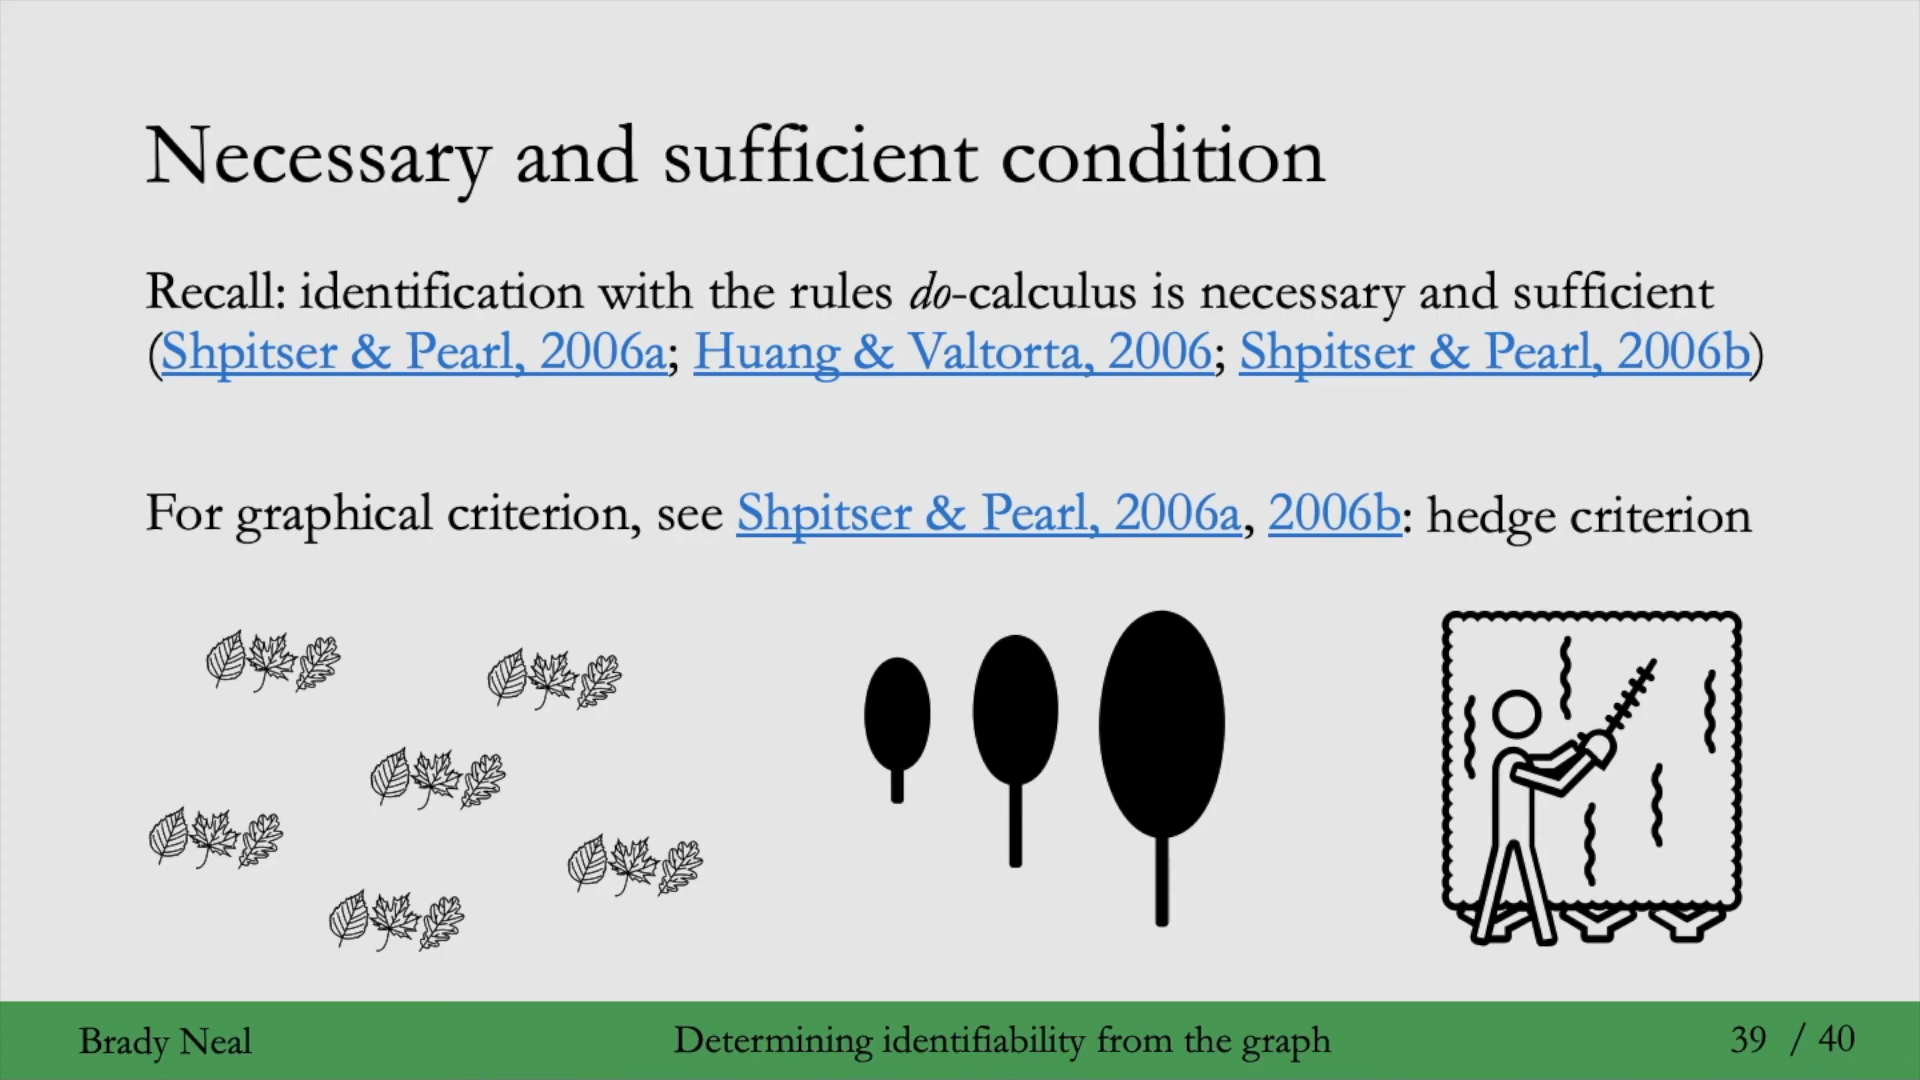 Necessary and sufficient condition
Recall: identification with the rules do-calculus is necessary and sufficient
(Shpitser & Pearl, 2006a; Huang & Valtorta, 2006; Shpitser & Pearl, 2006b)
For graphical criterion, see Shpitser & Pearl, 2006a, 2006b: hedge criterion
Brady Neal
Determining identifiability from the graph
39 / 40